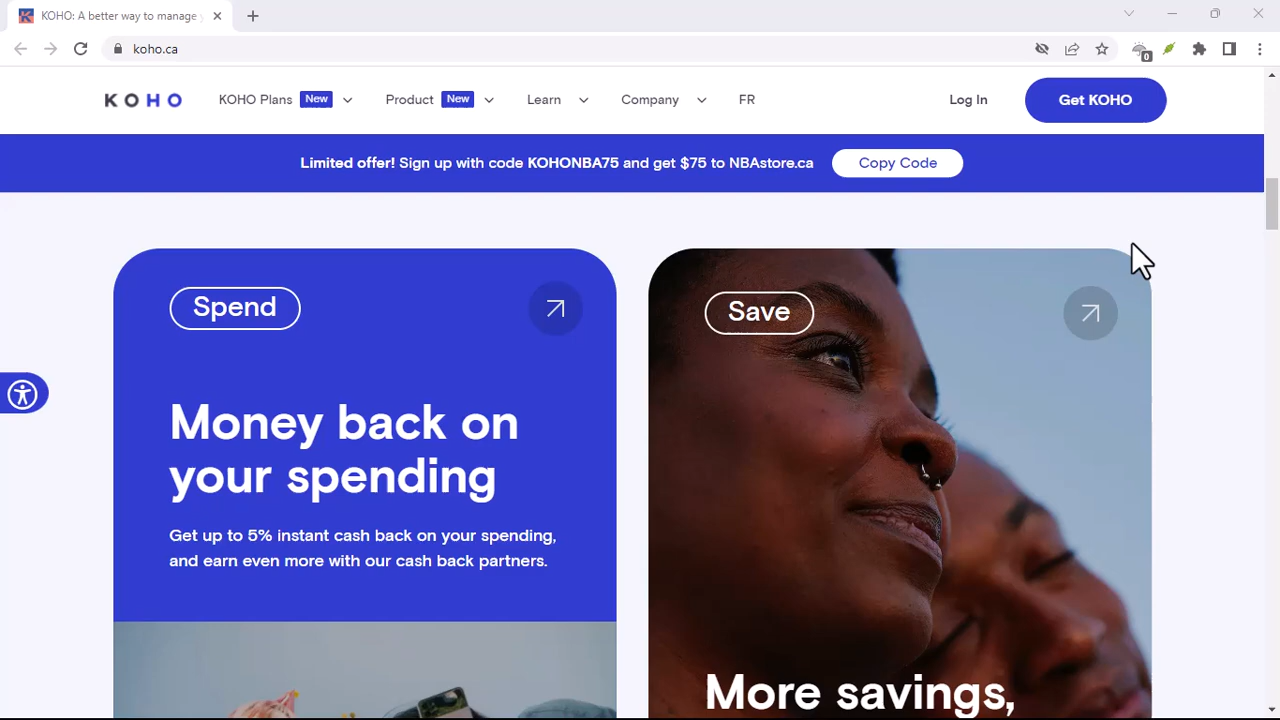 KOHO: A better way to manage
koho.ca
0
KOHO
KOHO Plans New
Product New
Learn
Company
FR
Log In
Get KOHO
Limited offer! Sign up with code KOHONBA75 and get $75 to NBAstore.ca
Copy Code
Spend
Money back on
your spending
Get up to 5% instant cash back on your spending,
and earn even more with our cash back partners.
Save
More savings,